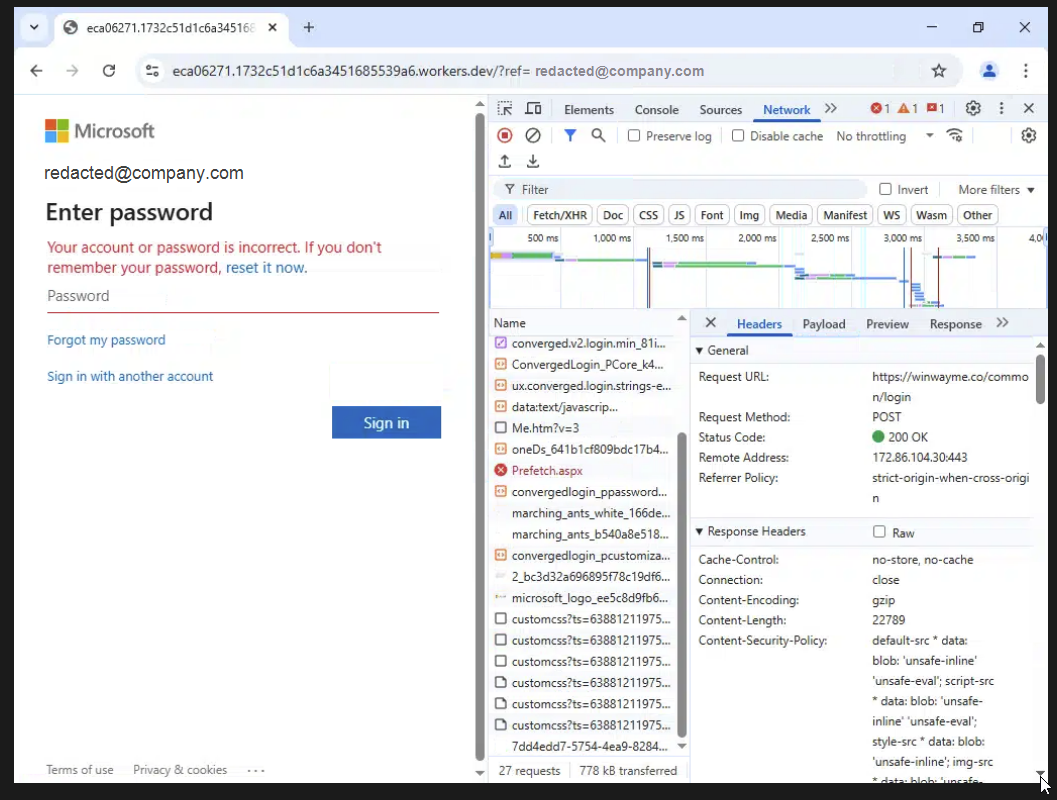 eca06271.1732c51d1c6a345168
eca06271.1732c51d1c6a3451685539a6.workers.dev/?ref= redacted@company.com
Microsoft
redacted@company.com
Enter password
Your account or password is incorrect. If you don't
remember your password, reset it now.
Password
Forgot my password
Sign in with another account
Sign in
Terms of use Privacy & cookies ...
Elements Console Sources Network 1 1 1
Preserve log Disable cache No throttling
Filter Invert More filters
All Fetch/XHR Doc CSS JS Font Img Media Manifest WS Wasm Other
500 ms 1,000 ms 1,500 ms 2,000 ms 2,500 ms 3,000 ms 3,500 ms 4,0
Name
converged.v2.login.min_81i...
ConvergedLogin_PCore_k4...
ux.converged.login.strings-e...
data:text/javascrip...
Me.htm?v=3
oneDs_641b1cf809bdc17b4...
Prefetch.aspx
convergedlogin_ppassword...
marching_ants_white_166de...
marching_ants_b540a8e518...
convergedlogin_pcustomiza...
2_bc3d32a696895f78c19df6...
microsoft_logo_ee5c8d9fb6...
customcss?ts=63881211975...
customcss?ts=63881211975...
customcss?ts=63881211975...
customcss?ts=63881211975...
customcss?ts=63881211975...
customcss?ts=63881211975...
7dd4edd7-5754-4ea9-8284...
27 requests 778 kB transferred
Headers Payload Preview Response
General
Request URL: https://winwayme.co/commo
n/login
Request Method: POST
Status Code: 200 OK
Remote Address: 172.86.104.30:443
Referrer Policy: strict-origin-when-cross-origi
n
Response Headers Raw
Cache-Control: no-store, no-cache
Connection: close
Content-Encoding: gzip
Content-Length: 22789
Content-Security-Policy: default-src * data:
blob: 'unsafe-inline'
'unsafe-eval'; script-src
* data: blob: 'unsafe-
inline' 'unsafe-eval';
style-src * data: blob:
'unsafe-inline'; img-src
* data: blob: 'unsafe-